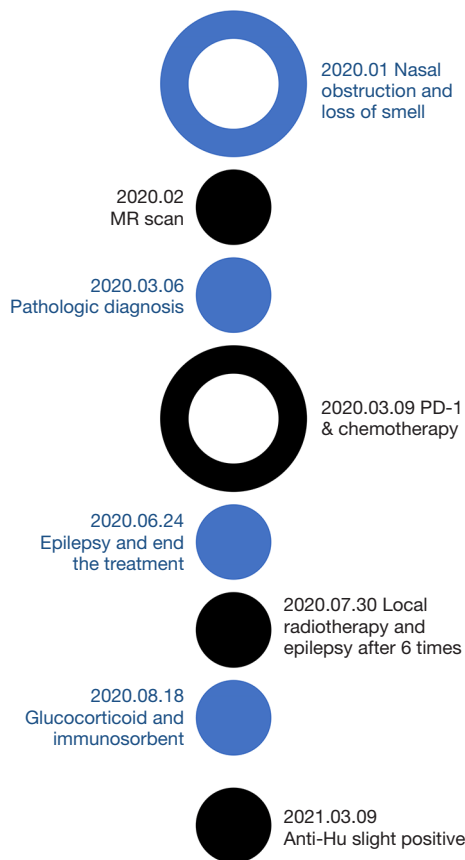 2020.01 Nasal
obstruction and
loss of smell
2020.02
MR scan
2020.03.06
Pathologic diagnosis
2020.03.09 PD-1
& chemotherapy
2020.06.24
Epilepsy and end
the treatment
2020.07.30 Local
radiotherapy and
epilepsy after 6 times
2020.08.18
Glucocorticoid and
immunosorbent
2021.03.09
Anti-Hu slight positive